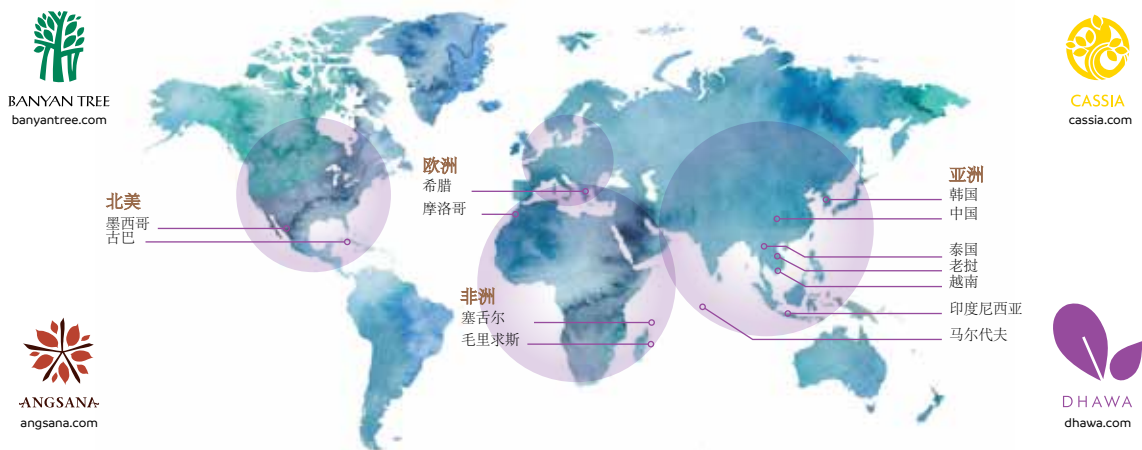 BANYAN TREE
banyantree.com
CASSIA
cassia.com
北美
墨西哥
古巴
欧洲
希腊
摩洛哥
非洲
塞舌尔
毛里求斯
亚洲
韩国
中国
泰国
老挝
越南
印度尼西亚
马尔代夫
ANGSANA
angsana.com
DHAWA
dhawa.com